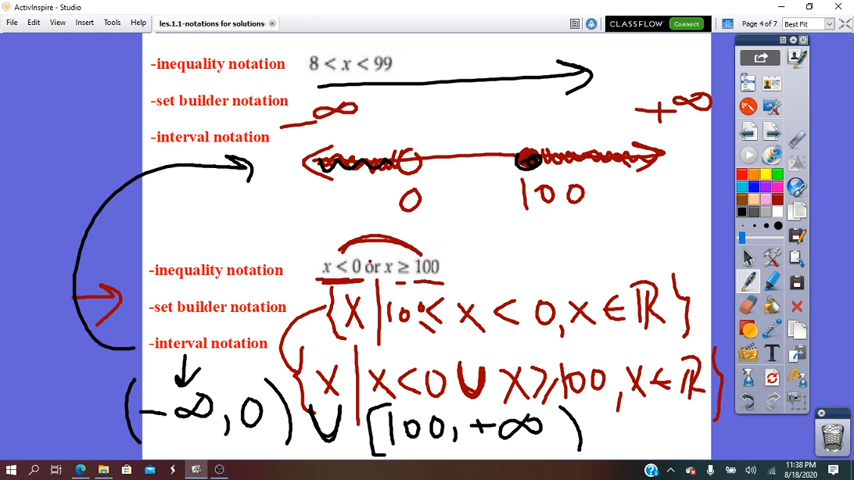 ActivInspire - Studio
File Edit View Insert Tools Help
les.1.1-notations for solutions
CLASSFLOW Connect
Page 4 of 7
Best Fit
-inequality notation 8 < x < 99
-set builder notation
-interval notation
-∞ +∞
0 100
-inequality notation x < 0 or x ≥ 100
-set builder notation {X|100≤ X < 0, X ∈ ℝ}
-interval notation
{X|X<0 ∪ X≥100, X∈ℝ}
(-∞, 0) ∪ [100, +∞)
11:38 PM
8/18/2020